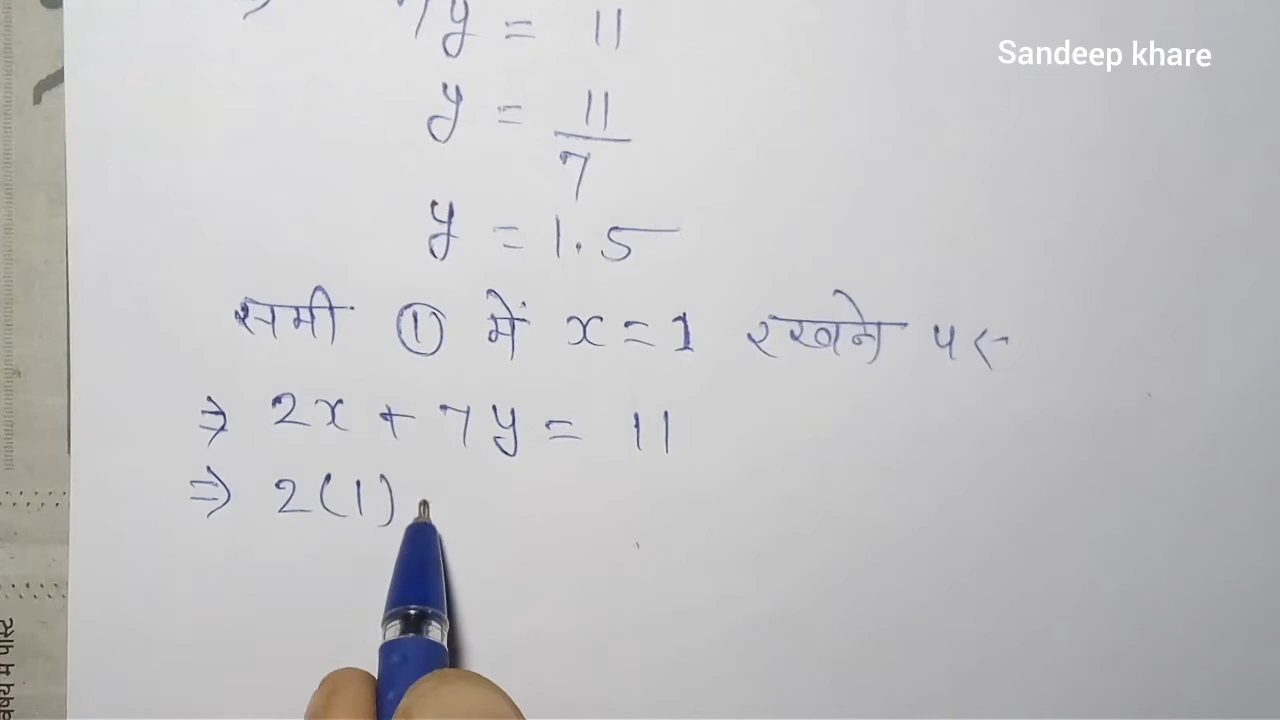 Sandeep khare
7y = 11
y = 11/7
y = 1.5
समी ① में x = 1 रखने पर
⇒ 2x + 7y = 11
⇒ 2(1)